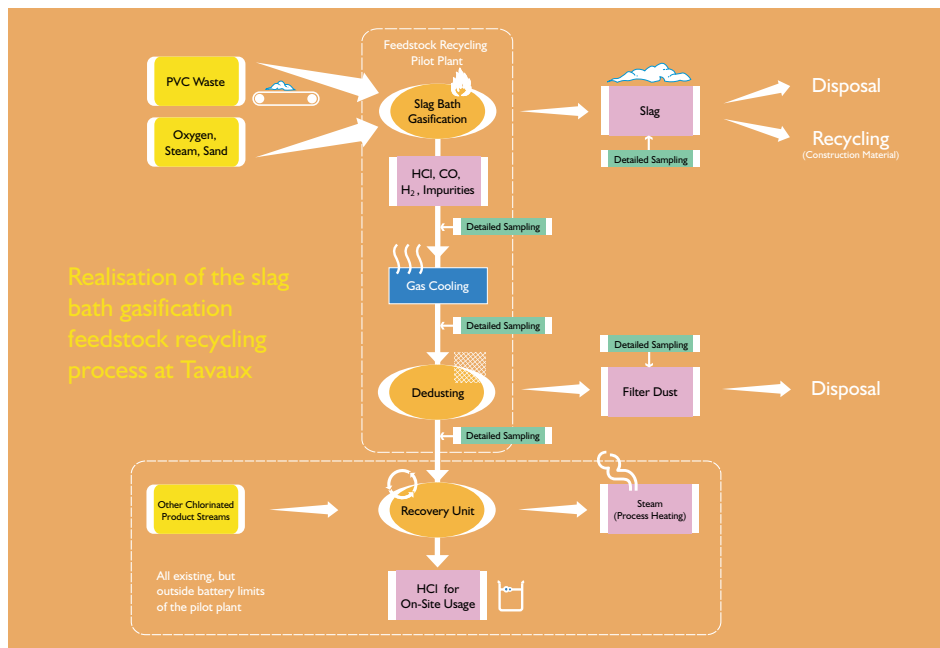 Feedstock Recycling
Pilot Plant
PVC Waste
Oxygen,
Steam, Sand
Slag Bath
Gasification
Slag
Detailed Sampling
Disposal
Recycling
(Construction Material)
HCl, CO,
H₂, Impurities
Detailed Sampling
Gas Cooling
Realisation of the slag
bath gasification
feedstock recycling
process at Tavaux
Detailed Sampling
Dedusting
Detailed Sampling
Filter Dust
Disposal
Detailed Sampling
Other Chlorinated
Product Streams
Recovery Unit
Steam
(Process Heating)
All existing, but
outside battery limits
of the pilot plant
HCl for
On-Site Usage